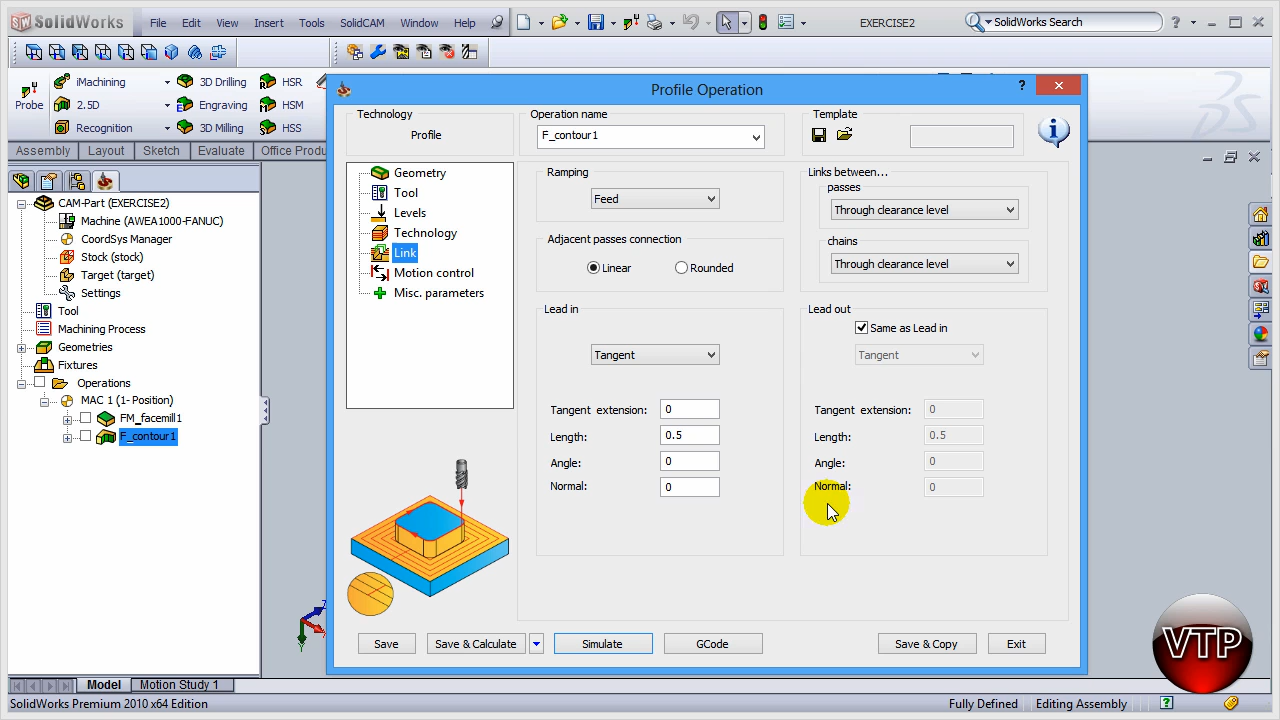 SolidWorks File Edit View Insert Tools SolidCAM Window Help EXERCISE2 SolidWorks Search
Probe
iMachining 3D Drilling HSR
2.5D Engraving HSM
Recognition 3D Milling HSS
Assembly Layout Sketch Evaluate Office Produ
CAM-Part (EXERCISE2)
Machine (AWEA1000-FANUC)
CoordSys Manager
Stock (stock)
Target (target)
Settings
Tool
Machining Process
Geometries
Fixtures
Operations
MAC 1 (1- Position)
FM_facemill1
F_contour1
Profile Operation
Technology
Profile
Operation name
F_contour1
Template
Geometry
Tool
Levels
Technology
Link
Motion control
Misc. parameters
Ramping
Feed
Adjacent passes connection
Linear Rounded
Links between...
passes
Through clearance level
chains
Through clearance level
Lead in
Tangent
Tangent extension: 0
Length: 0.5
Angle: 0
Normal: 0
Lead out
Same as Lead in
Tangent
Tangent extension: 0
Length: 0.5
Angle: 0
Normal: 0
Save Save & Calculate Simulate GCode Save & Copy Exit
VTP
Model Motion Study 1
SolidWorks Premium 2010 x64 Edition Fully Defined Editing Assembly